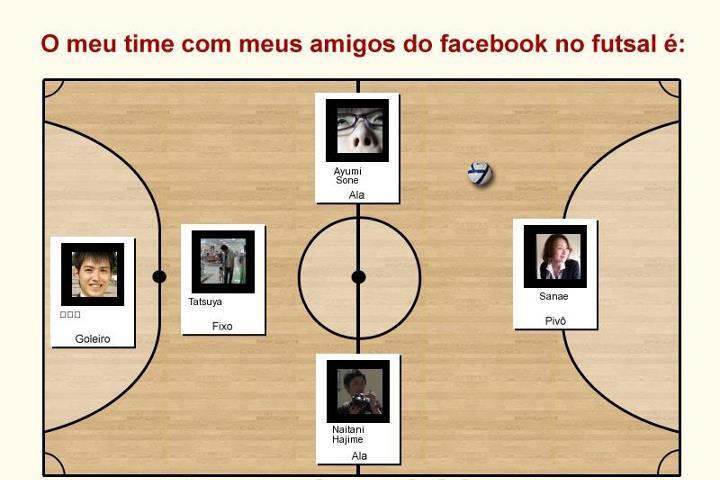 O meu time com meus amigos do facebook no futsal é:
Ayumi
Sone
Ala
Goleiro
Tatsuya
Fixo
Sanae
Pivô
Naitani
Hajime
Ala